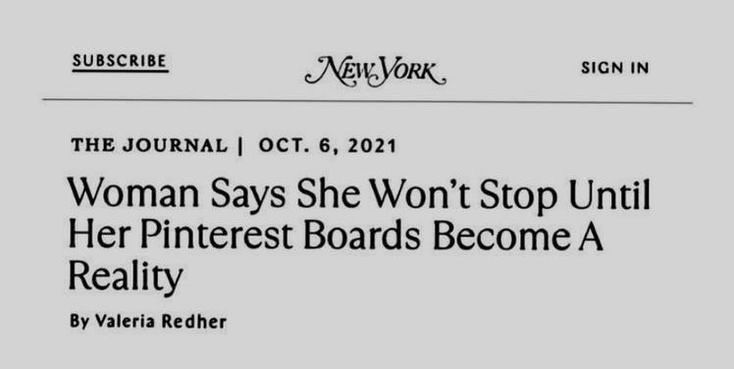 SUBSCRIBE
NEW YORK
SIGN IN
THE JOURNAL | OCT. 6, 2021
Woman Says She Won't Stop Until
Her Pinterest Boards Become A
Reality
By Valeria Redher